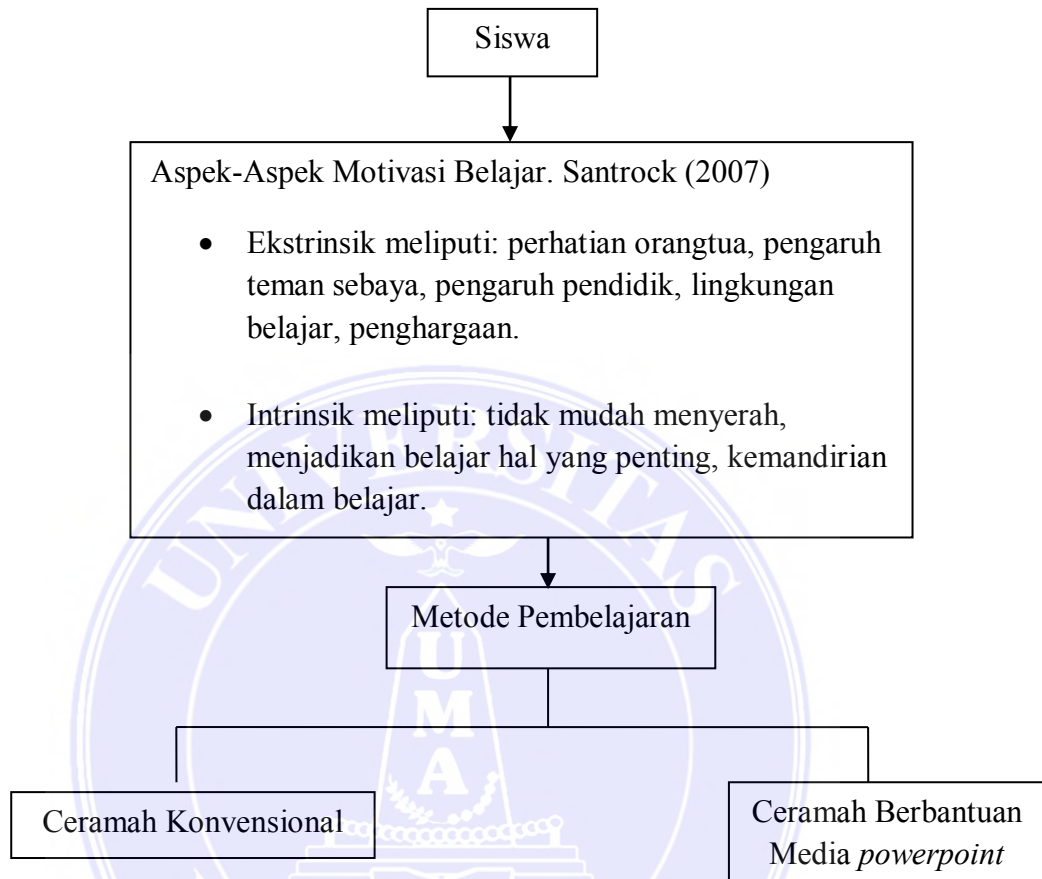 Siswa
Aspek-Aspek Motivasi Belajar. Santrock (2007)
• Ekstrinsik meliputi: perhatian orangtua, pengaruh
teman sebaya, pengaruh pendidik, lingkungan
belajar, penghargaan.
• Intrinsik meliputi: tidak mudah menyerah,
menjadikan belajar hal yang penting, kemandirian
dalam belajar.
UNIVERSITAS
Metode Pembelajaran
U
M
A
Ceramah Konvensional
Ceramah Berbantuan
Media powerpoint